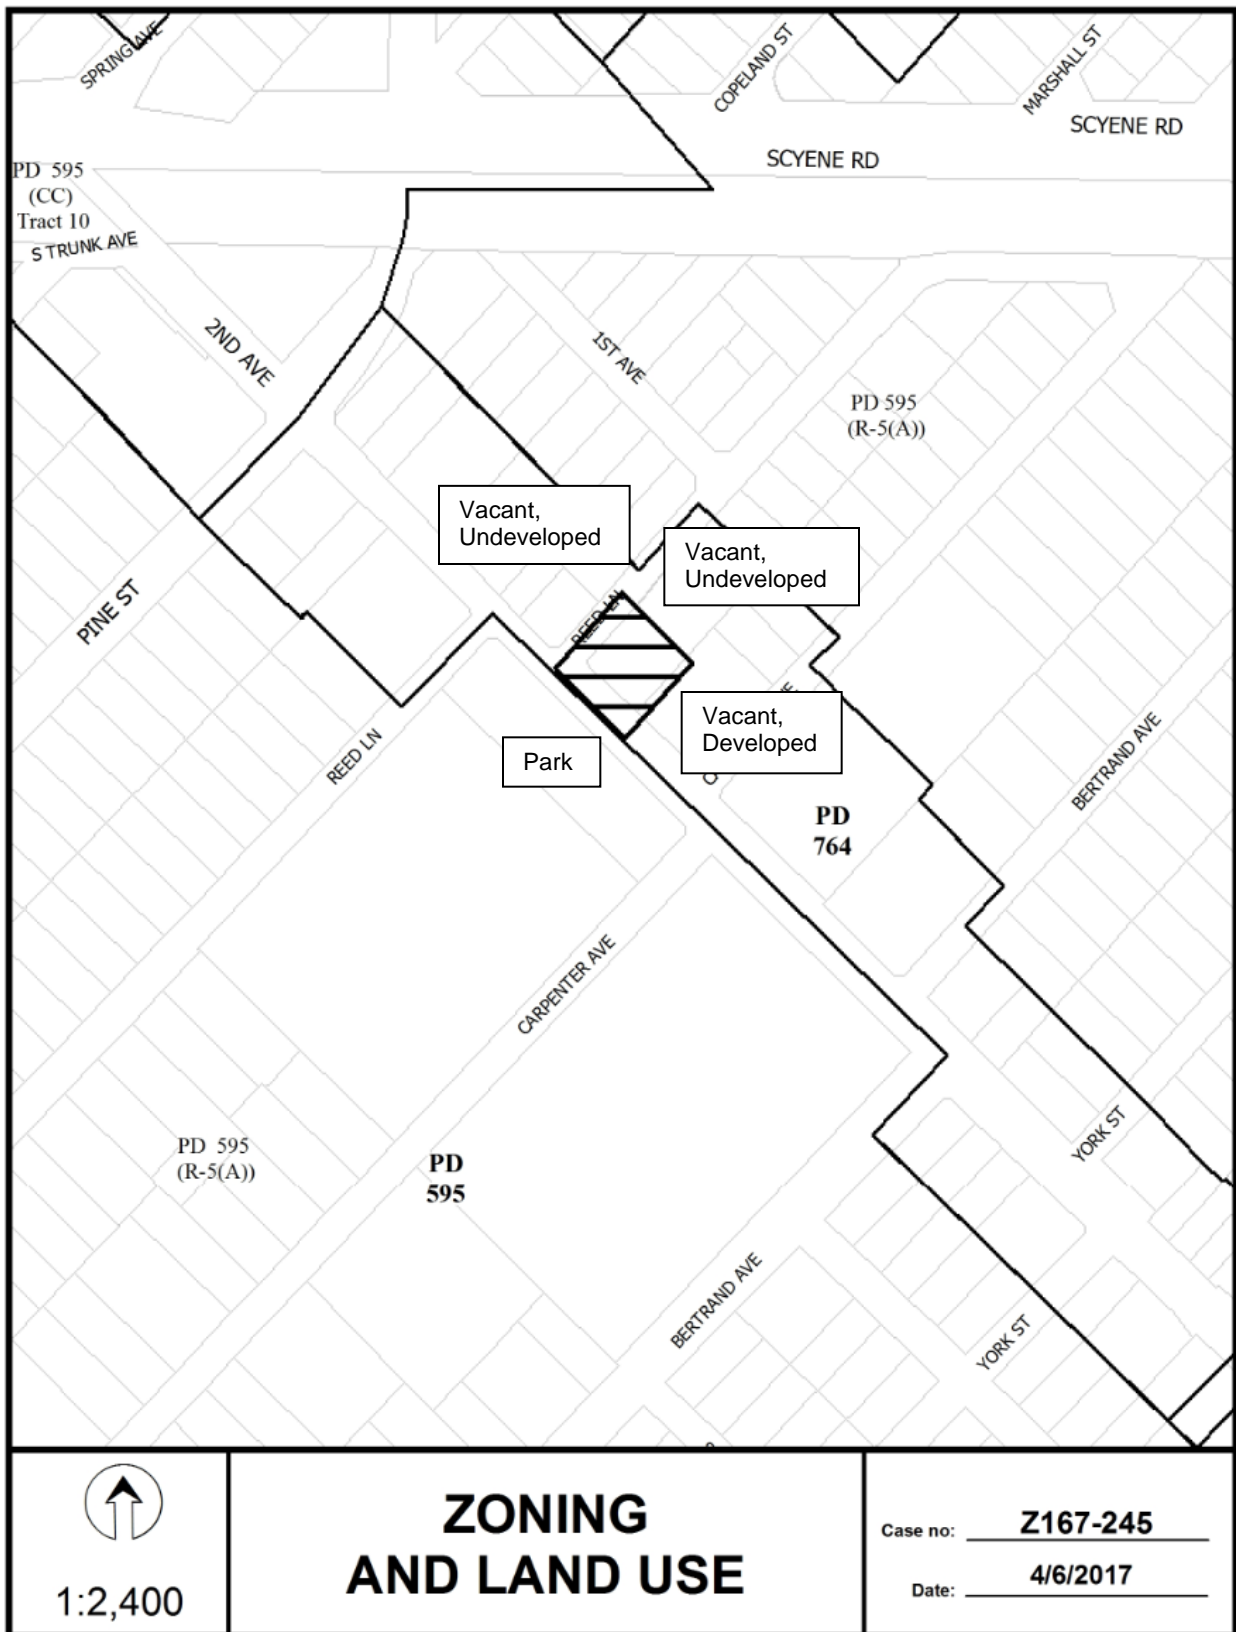 SPRING AVE
COPELAND ST
MARSHALL ST
SCYENE RD
SCYENE RD
PD 595
(CC)
Tract 10
S TRUNK AVE
2ND AVE
1ST AVE
PD 595
(R-5(A))
Vacant,
Undeveloped
Vacant,
Undeveloped
REED LN
PINE ST
Vacant,
Developed
Park
REED LN
BERTRAND AVE
PD
764
CARPENTER AVE
PD 595
(R-5(A))
PD
595
YORK ST
BERTRAND AVE
YORK ST
1:2,400
ZONING
AND LAND USE
Case no: Z167-245
Date: 4/6/2017